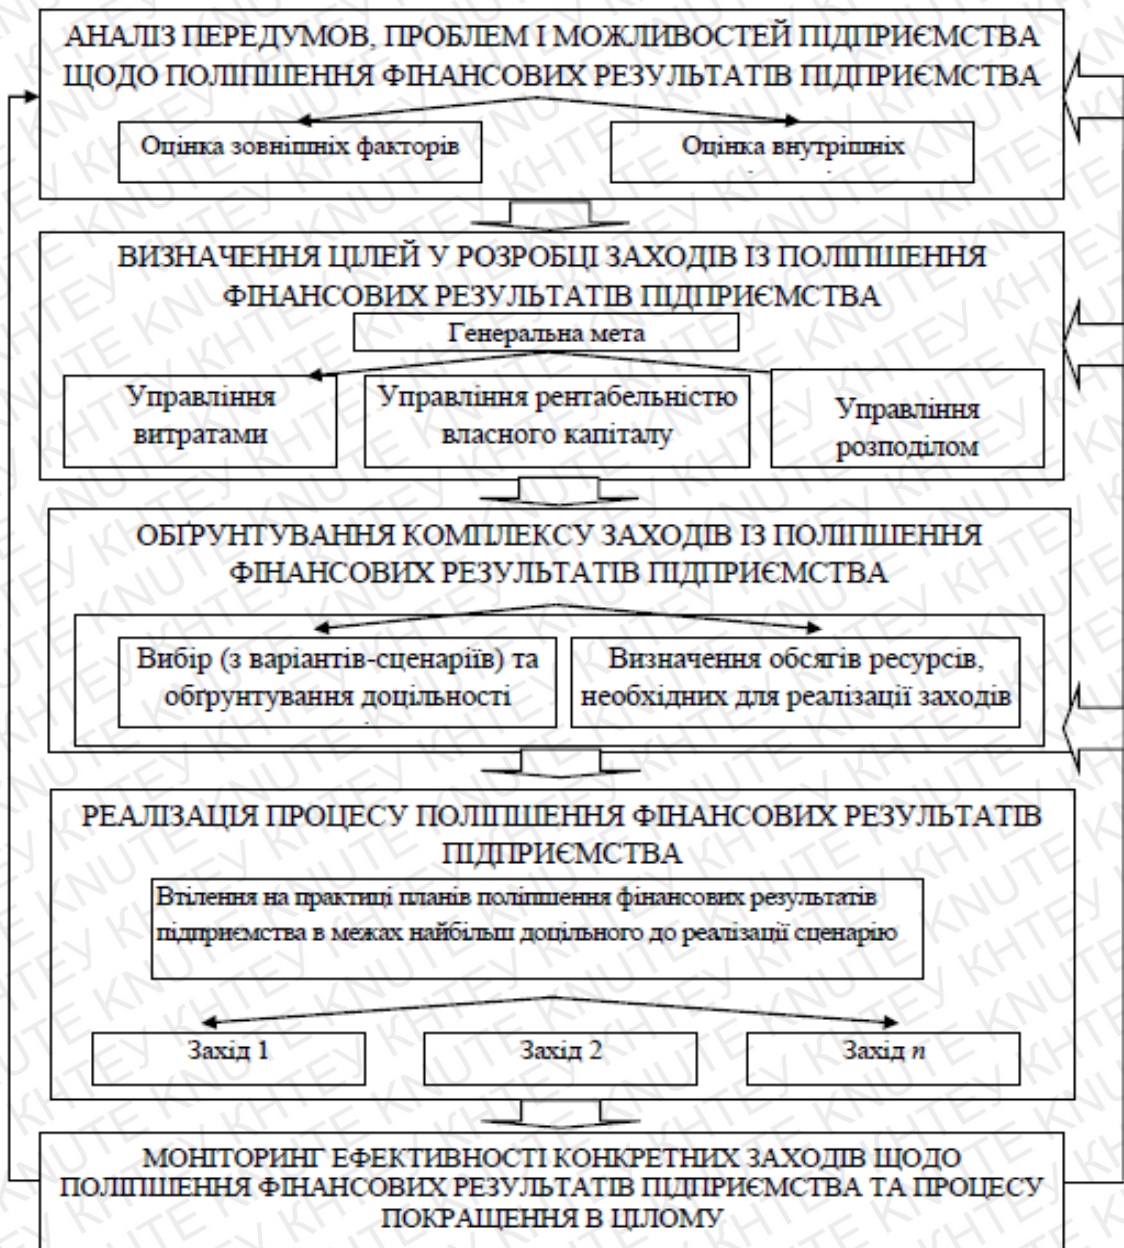 АНАЛІЗ ПЕРЕДУМОВ, ПРОБЛЕМ І МОЖЛИВОСТЕЙ ПІДПРИЄМСТВА
ЩОДО ПОЛІПШЕННЯ ФІНАНСОВИХ РЕЗУЛЬТАТІВ ПІДПРИЄМСТВА
Оцінка зовнішніх факторів
Оцінка внутрішніх
ВИЗНАЧЕННЯ ЦІЛЕЙ У РОЗРОБЦІ ЗАХОДІВ ІЗ ПОЛІПШЕННЯ
ФІНАНСОВИХ РЕЗУЛЬТАТІВ ПІДПРИЄМСТВА
Генеральна мета
Управління
витратами
Управління рентабельністю
власного капіталу
Управління
розподілом
ОБҐРУНТУВАННЯ КОМПЛЕКСУ ЗАХОДІВ ІЗ ПОЛІПШЕННЯ
ФІНАНСОВИХ РЕЗУЛЬТАТІВ ПІДПРИЄМСТВА
Вибір (з варіантів-сценаріїв) та
обґрунтування доцільності
Визначення обсягів ресурсів,
необхідних для реалізації заходів
РЕАЛІЗАЦІЯ ПРОЦЕСУ ПОЛІПШЕННЯ ФІНАНСОВИХ РЕЗУЛЬТАТІВ
ПІДПРИЄМСТВА
Втілення на практиці планів поліпшення фінансових результатів
підприємства в межах найбільш доцільного до реалізації сценарію
Захід 1
Захід 2
Захід n
МОНІТОРИНГ ЕФЕКТИВНОСТІ КОНКРЕТНИХ ЗАХОДІВ ЩОДО
ПОЛІПШЕННЯ ФІНАНСОВИХ РЕЗУЛЬТАТІВ ПІДПРИЄМСТВА ТА ПРОЦЕСУ
ПОКРАЩЕННЯ В ЦІЛОМУ